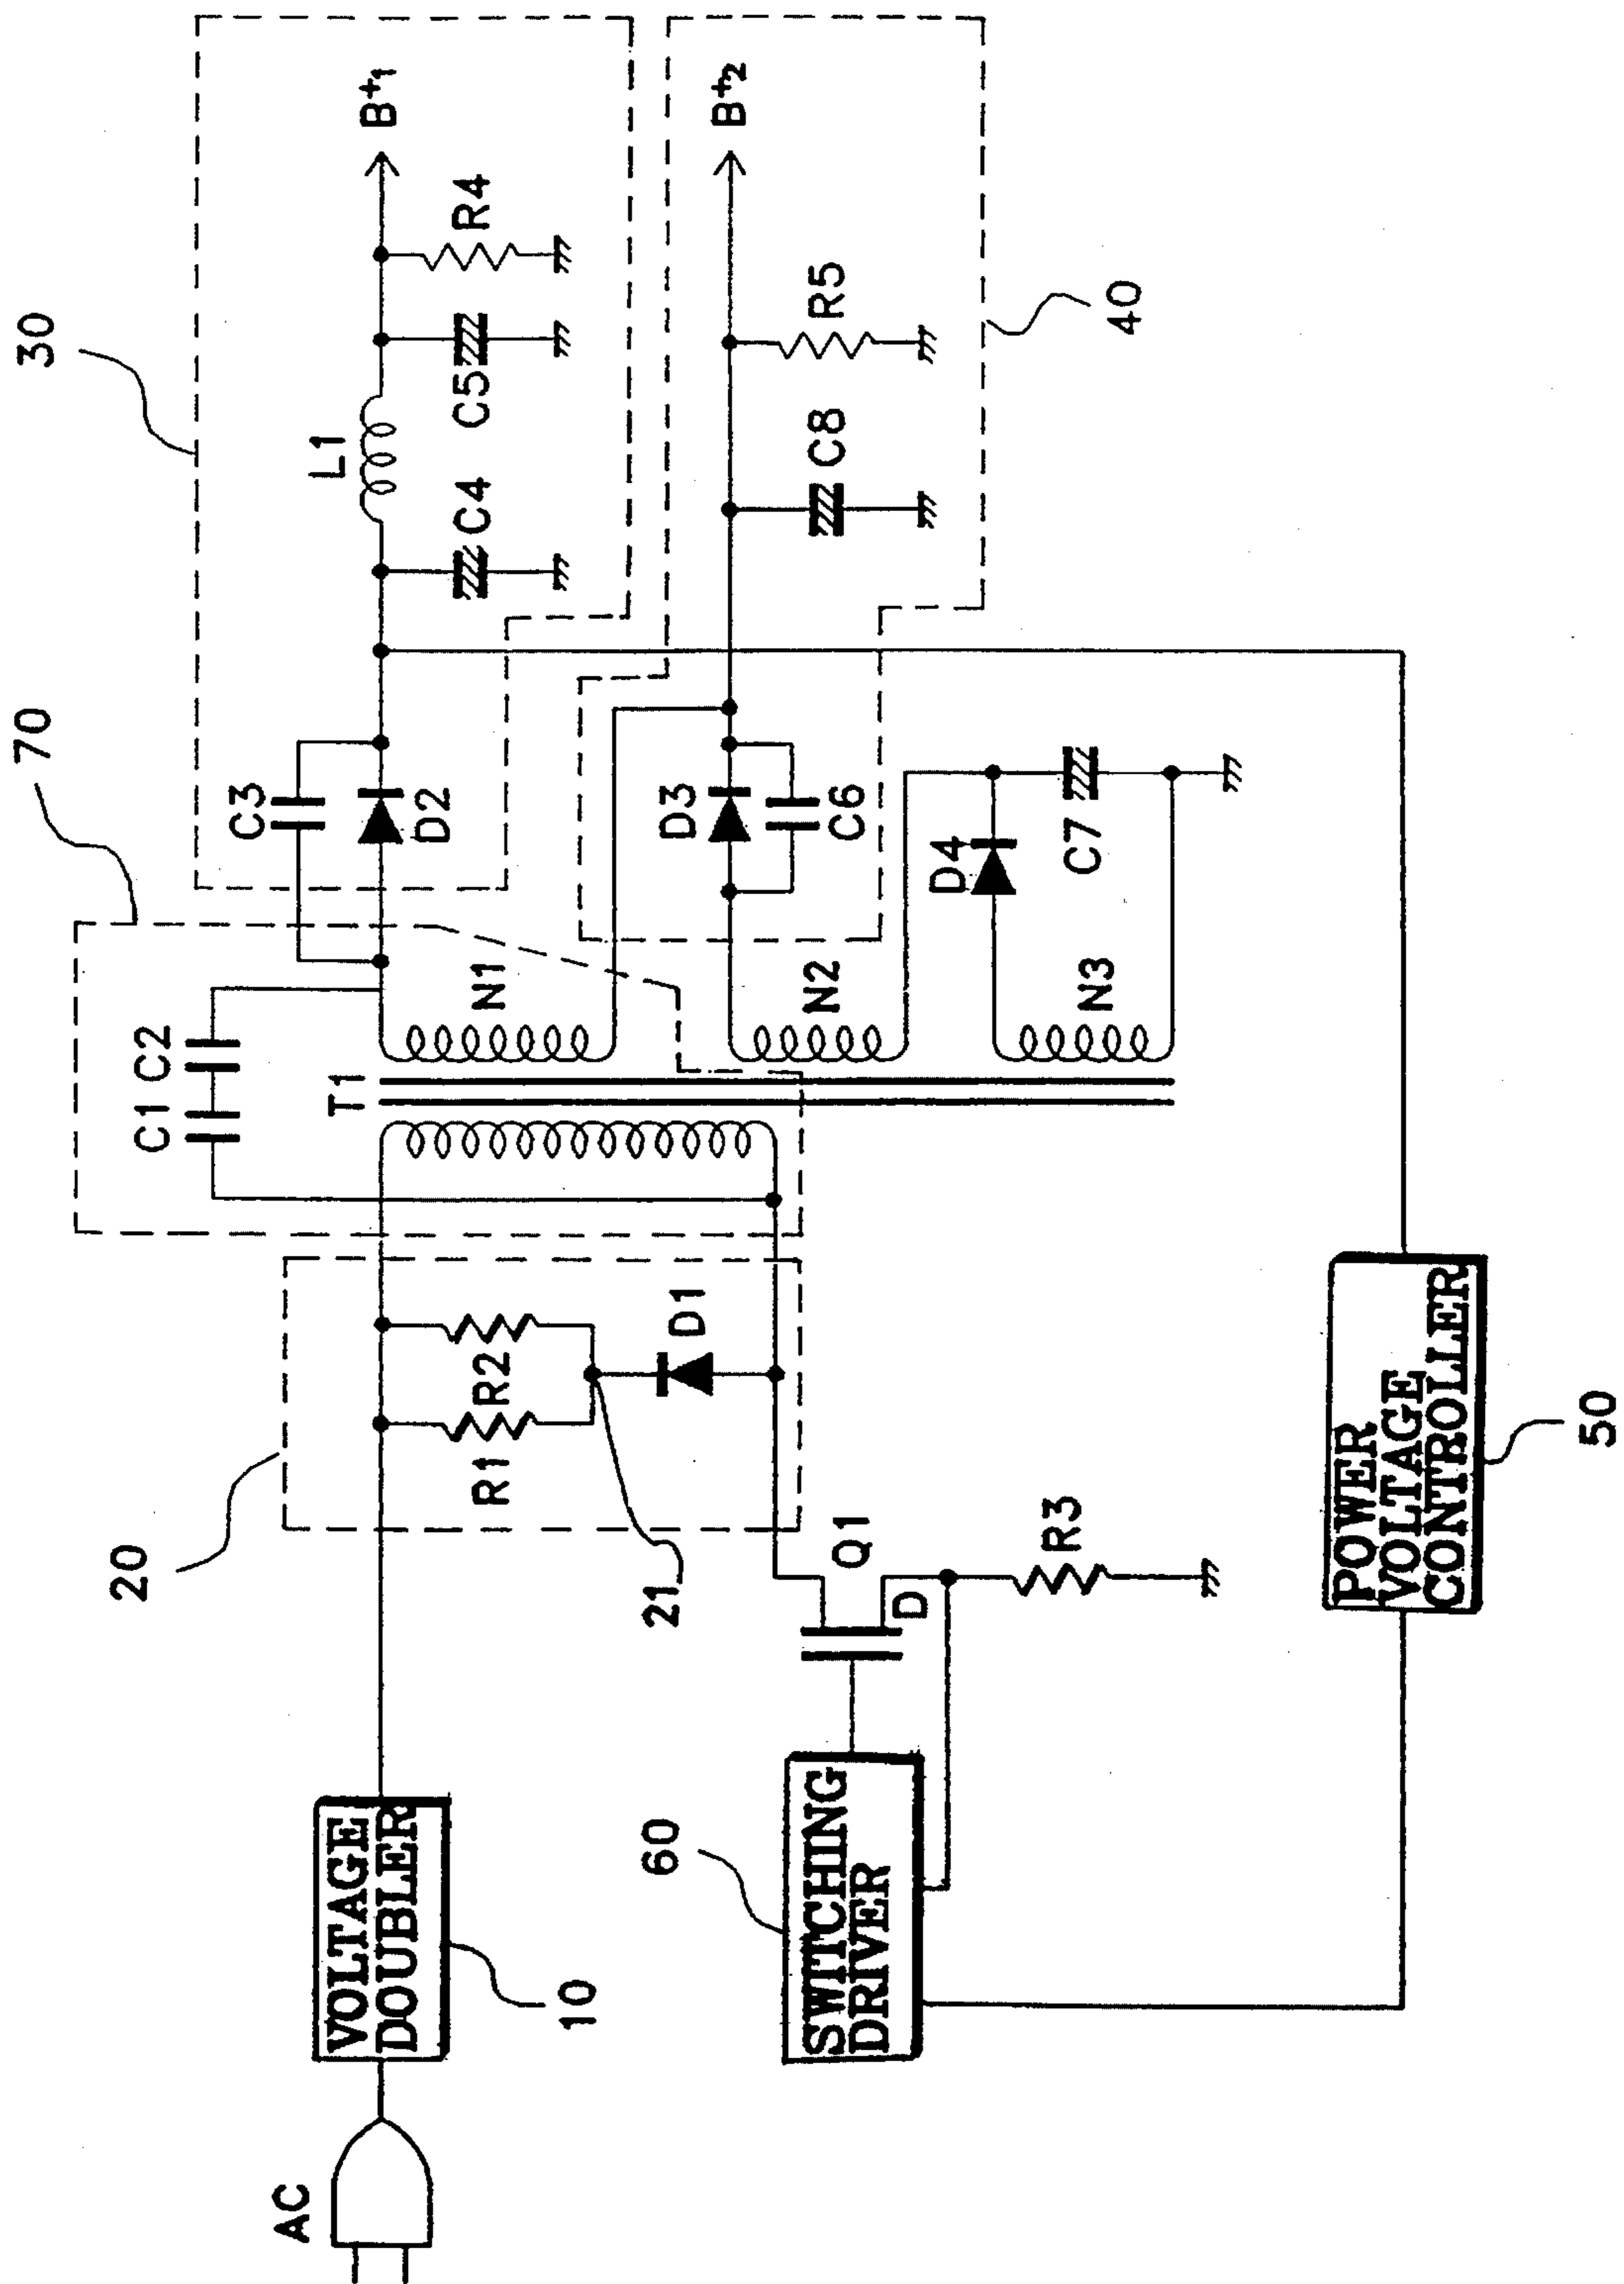 AC
VOLTAGE
DOUBLER
10
20
R1
R2
21
D1
SWITCHING
DRIVER
60
Q1
D
R3
70
C1
C2
T1
N1
N2
N3
30
C3
D2
L1
C4
C5
R4
B+1
D3
C6
C8
R5
B+2
40
D4
C7
POWER
VOLTAGE
CONTROLLER
50